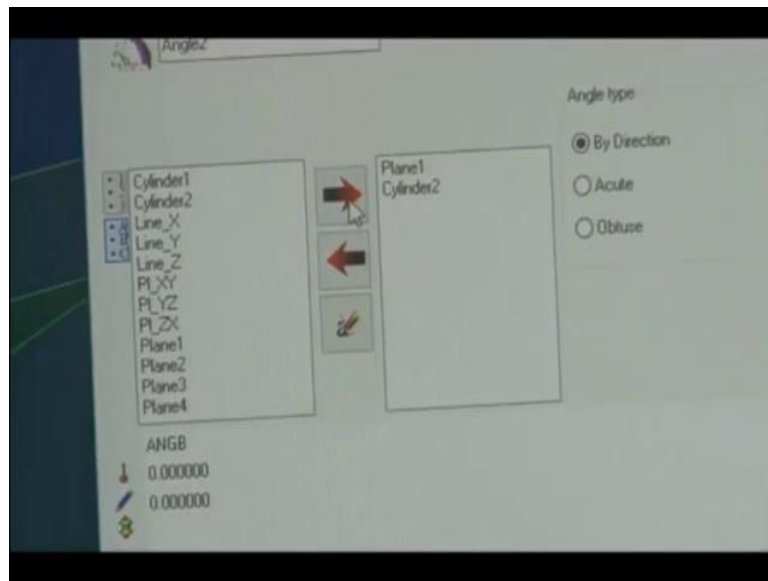 Angle2
Angle type
By Direction
Acute
Obtuse
Cylinder1
Cylinder2
Line_X
Line_Y
Line_Z
Pl_XY
Pl_YZ
Pl_ZX
Plane1
Plane2
Plane3
Plane4
Plane1
Cylinder2
ANGB
0.000000
0.000000